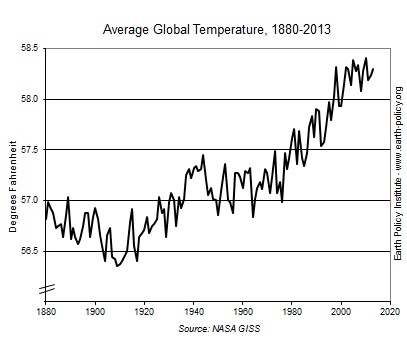 Average Global Temperature, 1880-2013
58.5
58.0
57.5
57.0
56.5
Degrees Fahrenheit
1880 1900 1920 1940 1960 1980 2000 2020
Source: NASA GISS
Earth Policy Institute - www.earth-policy.org